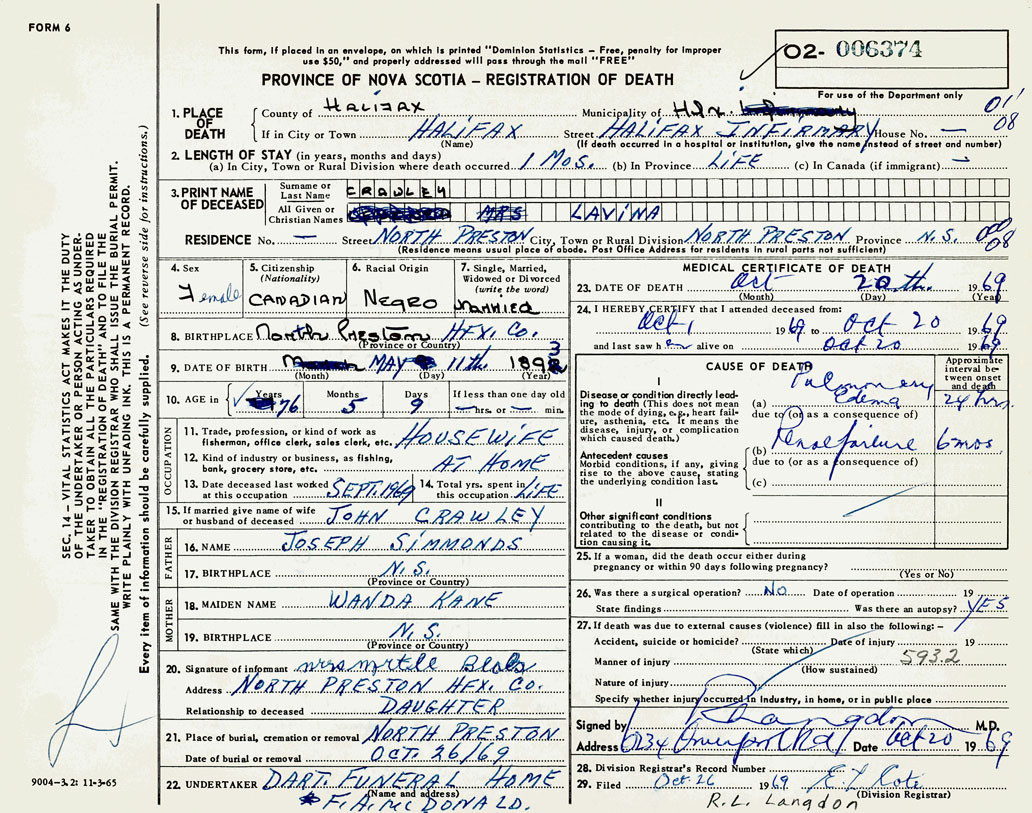 FORM 6
This form, if placed in an envelope, on which is printed "Dominion Statistics – Free, penalty for improper
use $50," and properly addressed will pass through the mail "FREE"
PROVINCE OF NOVA SCOTIA – REGISTRATION OF DEATH
02- 006374
For use of the Department only
1. PLACE OF DEATH
County of HALIFAX Municipality of Hfx.
01 08
If in City or Town HALIFAX Street HALIFAX INFIRMARY House No. —
(Name) (If death occurred in a hospital or institution, give the name instead of street and number)
2. LENGTH OF STAY (in years, months and days)
(a) In City, Town or Rural Division where death occurred 1 MOS. (b) In Province LIFE (c) In Canada (if immigrant) —
3. PRINT NAME OF DECEASED
Surname or Last Name CRAWLEY
All Given or Christian Names MRS LAVINA
RESIDENCE No. — Street NORTH PRESTON City, Town or Rural Division NORTH PRESTON Province N.S. 08
(Residence means usual place of abode. Post Office Address for residents in rural parts not sufficient)
4. Sex Female
5. Citizenship (Nationality) CANADIAN
6. Racial Origin NEGRO
7. Single, Married, Widowed or Divorced (write the word) MARRIED
8. BIRTHPLACE North Preston HFX. CO.
(Province or Country)
9. DATE OF BIRTH MAY 11th 1893
(Month) (Day) (Year)
10. AGE in Years 76 Months 5 Days 9 If less than one day old — hrs. or — min.
OCCUPATION
11. Trade, profession, or kind of work as fisherman, office clerk, sales clerk, etc. HOUSEWIFE
12. Kind of industry or business, as fishing, bank, grocery store, etc. AT HOME
13. Date deceased last worked at this occupation SEPT. 1969
14. Total yrs. spent in this occupation LIFE
15. If married give name of wife or husband of deceased JOHN CRAWLEY
FATHER
16. NAME JOSEPH SIMMONDS
17. BIRTHPLACE N.S.
(Province or Country)
MOTHER
18. MAIDEN NAME WANDA KANE
19. BIRTHPLACE N.S.
(Province or Country)
20. Signature of informant Mrs Myrtle Beals
Address NORTH PRESTON HFX. CO.
Relationship to deceased DAUGHTER
21. Place of burial, cremation or removal NORTH PRESTON
Date of burial or removal OCT. 26/69
22. UNDERTAKER DART. FUNERAL HOME
(Name and address)
F.A. McDONALD.
MEDICAL CERTIFICATE OF DEATH
23. DATE OF DEATH Oct 20th. 1969
(Month) (Day) (Year)
24. I HEREBY CERTIFY that I attended deceased from:
Oct 1 1969 to Oct 20 1969
and last saw her alive on Oct 20 1969
CAUSE OF DEATH
Approximate interval between onset and death
I
Disease or condition directly leading to death (This does not mean the mode of dying, e.g., heart failure, asthenia, etc. It means the disease, injury, or complication which caused death.)
(a) Pulmonary Edema 24 hrs.
due to (or as a consequence of)
Antecedent causes
Morbid conditions, if any, giving rise to the above cause, stating the underlying condition last.
(b) Renal failure 6 mos
due to (or as a consequence of)
(c)
II
Other significant conditions contributing to the death, but not related to the disease or condition causing it.
25. If a woman, did the death occur either during pregnancy or within 90 days following pregnancy?
(Yes or No)
26. Was there a surgical operation? NO Date of operation 19
State findings Was there an autopsy? YES
27. If death was due to external causes (violence) fill in also the following: –
Accident, suicide or homicide? Date of injury 19
(State which)
Manner of injury 593.2
(How sustained)
Nature of injury
Specify whether injury occurred in industry, in home, or in public place
Signed by R Langdon M.D.
Address Date Oct 20 1969
28. Division Registrar's Record Number
29. Filed Oct. 26 1969
(Division Registrar)
R.L. Langdon
SEC. 14 – VITAL STATISTICS ACT MAKES IT THE DUTY
OF THE UNDERTAKER OR PERSON ACTING AS UNDER-
TAKER TO OBTAIN ALL THE PARTICULARS REQUIRED
IN THE "REGISTRATION OF DEATH" AND TO FILE THE
SAME WITH THE DIVISION REGISTRAR WHO SHALL ISSUE THE BURIAL PERMIT.
WRITE PLAINLY WITH UNFADING INK. THIS IS A PERMANENT RECORD.
Every item of information should be carefully supplied. (See reverse side for instructions.)
9004-3.2: 11-3-65